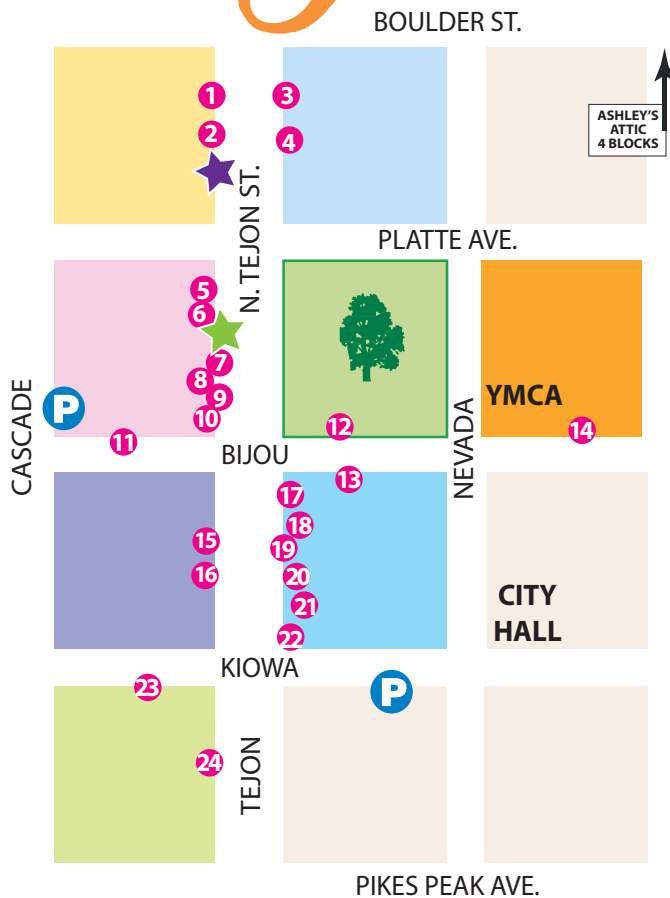 BOULDER ST.
1
3
2
4
ASHLEY'S
ATTIC
4 BLOCKS
N. TEJON ST.
PLATTE AVE.
5
6
7
8
9
10
CASCADE
P
11
12
NEVADA
YMCA
14
BIJOU
13
17
18
15
19
16
20
21
22
CITY
HALL
KIOWA
23
P
24
TEJON
PIKES PEAK AVE.